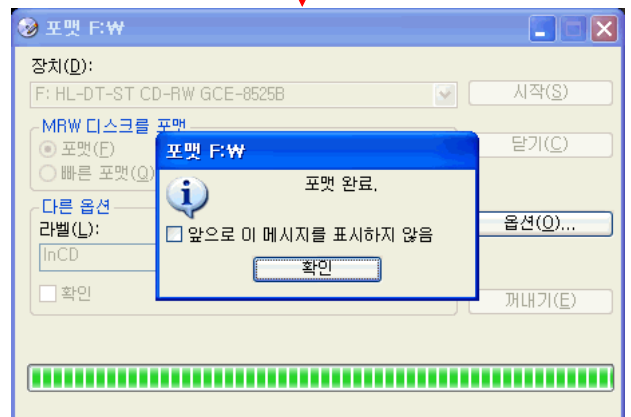 포맷 F:₩
장치(D):
F: HL-DT-ST CD-RW GCE-8525B
시작(S)
MRW 디스크를 포맷
포맷(F)
닫기(C)
빠른 포맷(Q)
포맷 F:₩
포맷 완료.
앞으로 이 메시지를 표시하지 않음
확인
다른 옵션
라벨(L):
옵션(O)...
InCD
확인
꺼내기(E)